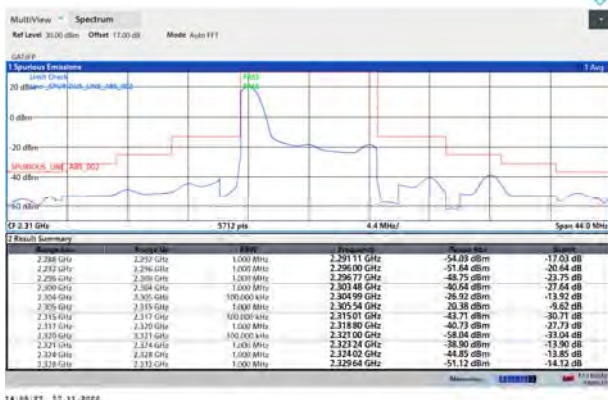 MultiView Spectrum
Ref Level 30.00 dBm Offset 17.00 dB Mode Auto FFT
1 Spurious Emissions 1 Avg
Limit Check
20 dBm
0 dBm
-20 dBm
SPURIOUS_LINE_ABS_002
-40 dBm
-60 dBm
CF 2.31 GHz 5712 pts 4.4 MHz/ Span 44.0 MHz
2 Result Summary
2.288 GHz 2.292 GHz 1.000 MHz 2.29111 GHz -54.03 dBm -17.03 dB
2.292 GHz 2.296 GHz 1.000 MHz 2.29600 GHz -51.64 dBm -20.64 dB
2.296 GHz 2.300 GHz 1.000 MHz 2.29677 GHz -48.75 dBm -23.75 dB
2.300 GHz 2.304 GHz 1.000 MHz 2.30348 GHz -40.64 dBm -27.64 dB
2.304 GHz 2.305 GHz 100.000 kHz 2.30499 GHz -26.92 dBm -13.92 dB
2.305 GHz 2.315 GHz 2.30554 GHz 20.38 dBm -9.62 dB
2.315 GHz 2.317 GHz 100.000 kHz 2.31501 GHz -43.71 dBm -30.71 dB
2.317 GHz 2.320 GHz 1.000 MHz 2.31880 GHz -40.73 dBm -27.73 dB
2.320 GHz 2.321 GHz 100.000 kHz 2.32100 GHz -58.04 dBm -33.04 dB
2.321 GHz 2.324 GHz 1.000 MHz 2.32324 GHz -38.90 dBm -13.90 dB
2.324 GHz 2.328 GHz 1.000 MHz 2.32402 GHz -44.85 dBm -13.85 dB
2.328 GHz 2.332 GHz 1.000 MHz 2.32964 GHz -51.12 dBm -14.12 dB